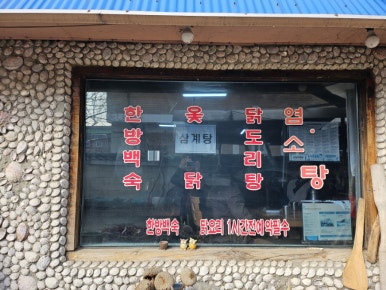 한방백숙
옻닭
삼계탕
닭도리탕
염소탕
한방백숙 닭요리 1시간전에 예약필수